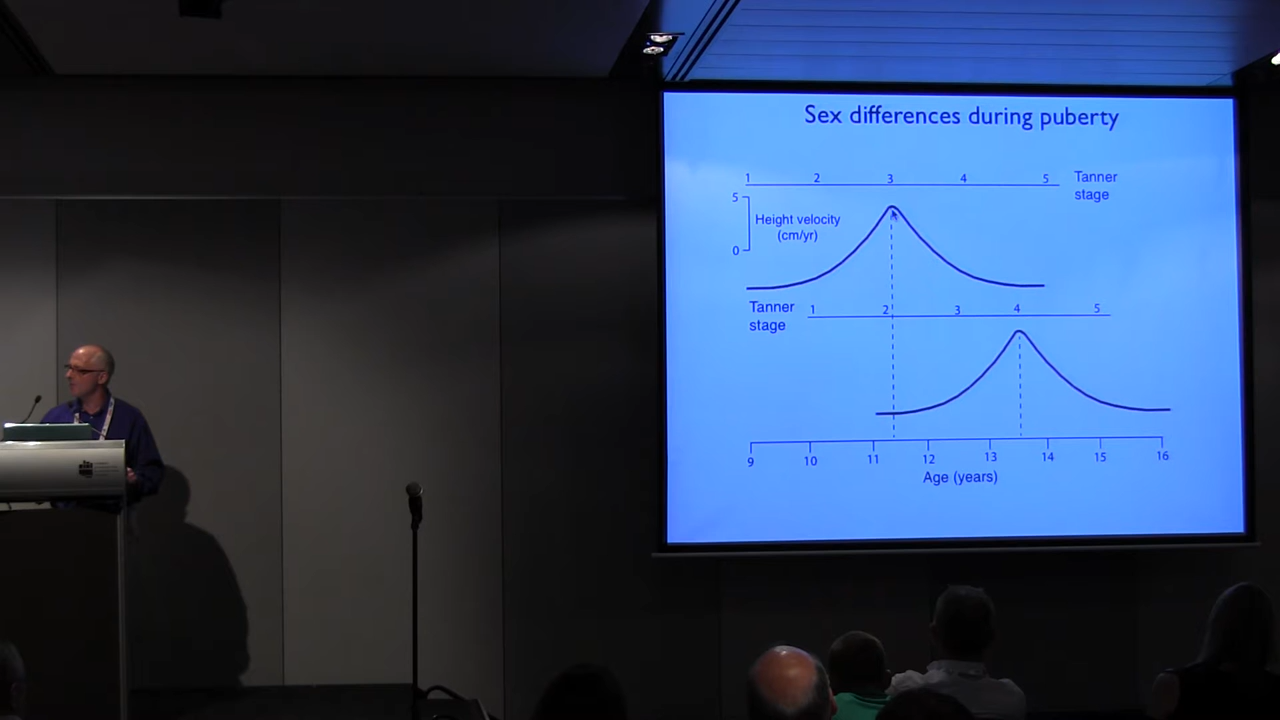 Sex differences during puberty
1 2 3 4 5 Tanner stage
5
Height velocity
(cm/yr)
0
Tanner stage 1 2 3 4 5
9 10 11 12 13 14 15 16
Age (years)